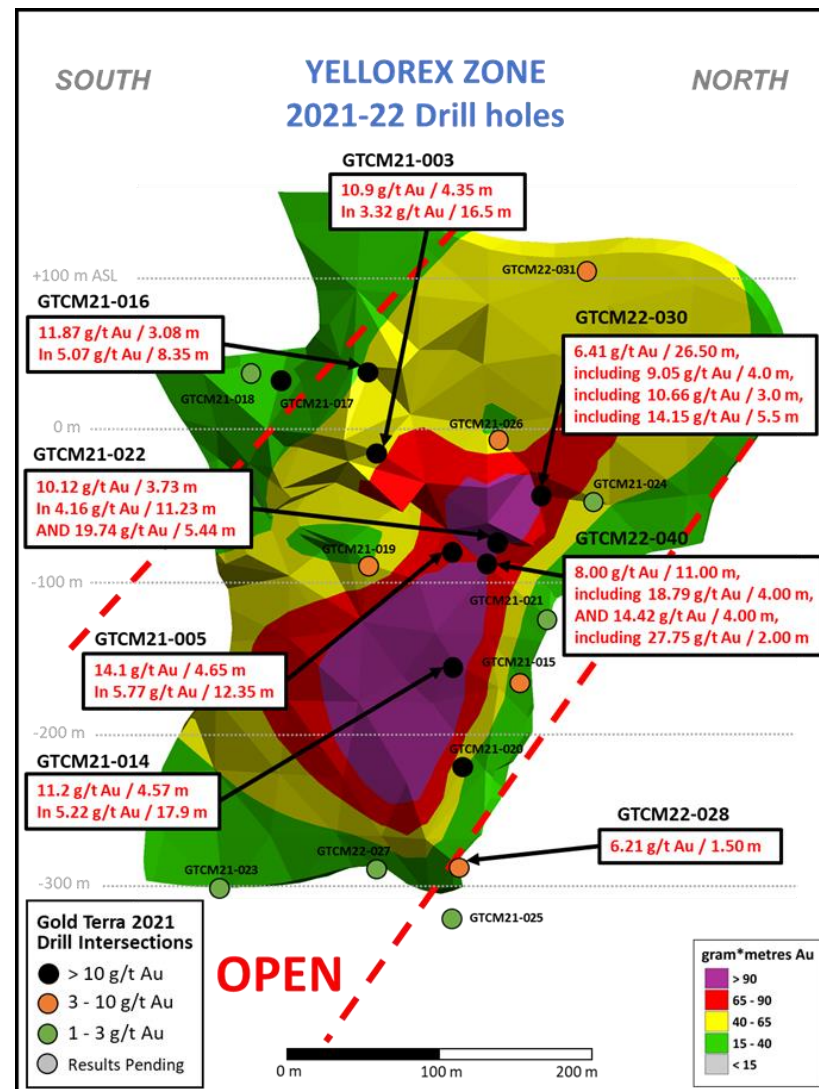 SOUTH
YELLOREX ZONE
NORTH
2021-22 Drill holes
GTCM21-003
10.9 g/t Au / 4.35 m
In 3.32 g/t Au / 16.5 m
+100 m ASL
GTCM22-031
GTCM21-016
11.87 g/t Au / 3.08 m
In 5.07 g/t Au / 8.35 m
GTCM22-030
6.41 g/t Au / 26.50 m,
including 9.05 g/t Au / 4.0 m,
including 10.66 g/t Au / 3.0 m,
including 14.15 g/t Au / 5.5 m
GTCM21-018
GTCM21-017
0 m
GTCM21-026
GTCM21-022
10.12 g/t Au / 3.73 m
In 4.16 g/t Au / 11.23 m
AND 19.74 g/t Au / 5.44 m
GTCM21-024
GTCM21-019
GTCM22-040
8.00 g/t Au / 11.00 m,
including 18.79 g/t Au / 4.00 m,
AND 14.42 g/t Au / 4.00 m,
including 27.75 g/t Au / 2.00 m
-100 m
GTCM21-021
GTCM21-005
14.1 g/t Au / 4.65 m
In 5.77 g/t Au / 12.35 m
GTCM21-015
-200 m
GTCM21-014
11.2 g/t Au / 4.57 m
In 5.22 g/t Au / 17.9 m
GTCM21-020
GTCM22-028
6.21 g/t Au / 1.50 m
GTCM21-023
GTCM22-027
-300 m
GTCM21-025
Gold Terra 2021
Drill Intersections
> 10 g/t Au
3 - 10 g/t Au
1 - 3 g/t Au
Results Pending
OPEN
0 m
100 m
200 m
gram*metres Au
> 90
65 - 90
40 - 65
15 - 40
< 15